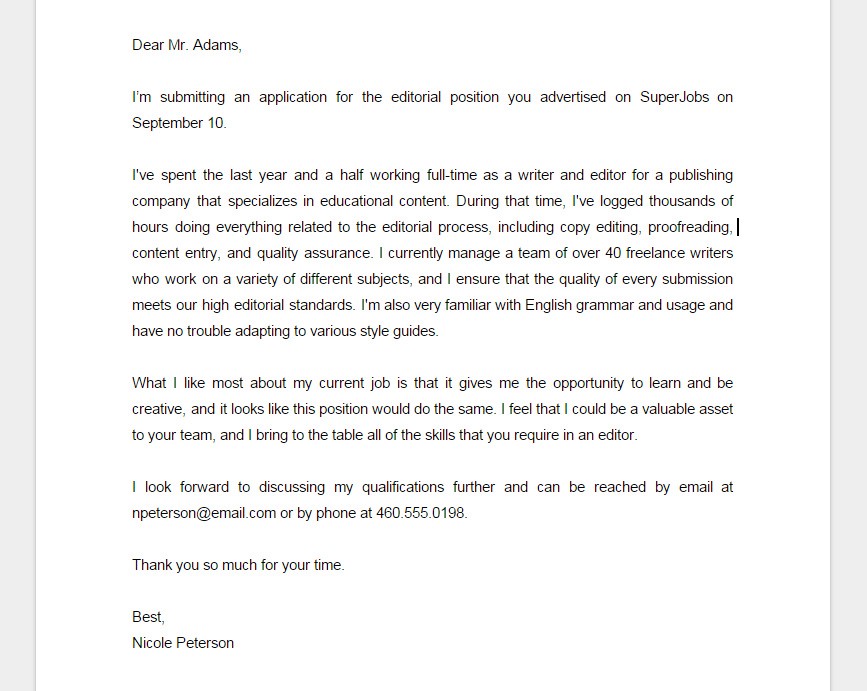 Dear Mr. Adams,
I'm submitting an application for the editorial position you advertised on SuperJobs on
September 10.
I've spent the last year and a half working full-time as a writer and editor for a publishing
company that specializes in educational content. During that time, I've logged thousands of
hours doing everything related to the editorial process, including copy editing, proofreading,
content entry, and quality assurance. I currently manage a team of over 40 freelance writers
who work on a variety of different subjects, and I ensure that the quality of every submission
meets our high editorial standards. I'm also very familiar with English grammar and usage and
have no trouble adapting to various style guides.
What I like most about my current job is that it gives me the opportunity to learn and be
creative, and it looks like this position would do the same. I feel that I could be a valuable asset
to your team, and I bring to the table all of the skills that you require in an editor.
I look forward to discussing my qualifications further and can be reached by email at
npeterson@email.com or by phone at 460.555.0198.
Thank you so much for your time.
Best,
Nicole Peterson